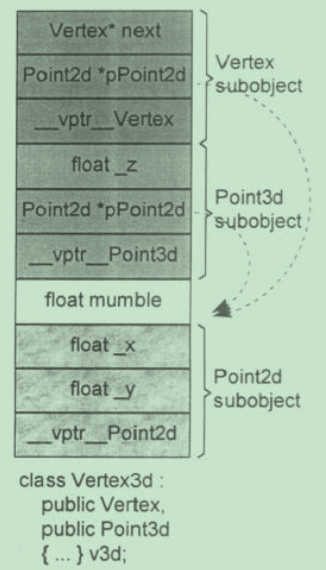 Vertex* next
Point2d *pPoint2d
__vptr__Vertex
Vertex
subobject
float _z
Point2d *pPoint2d
__vptr__Point3d
Point3d
subobject
float mumble
float _x
float _y
__vptr__Point2d
Point2d
subobject
class Vertex3d :
public Vertex,
public Point3d
{ ... } v3d;